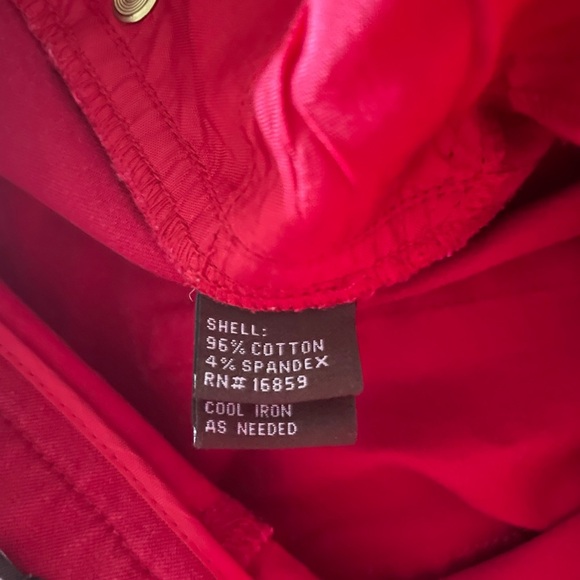 SHELL:
96% COTTON
4% SPANDEX
RN# 16859
COOL IRON
AS NEEDED